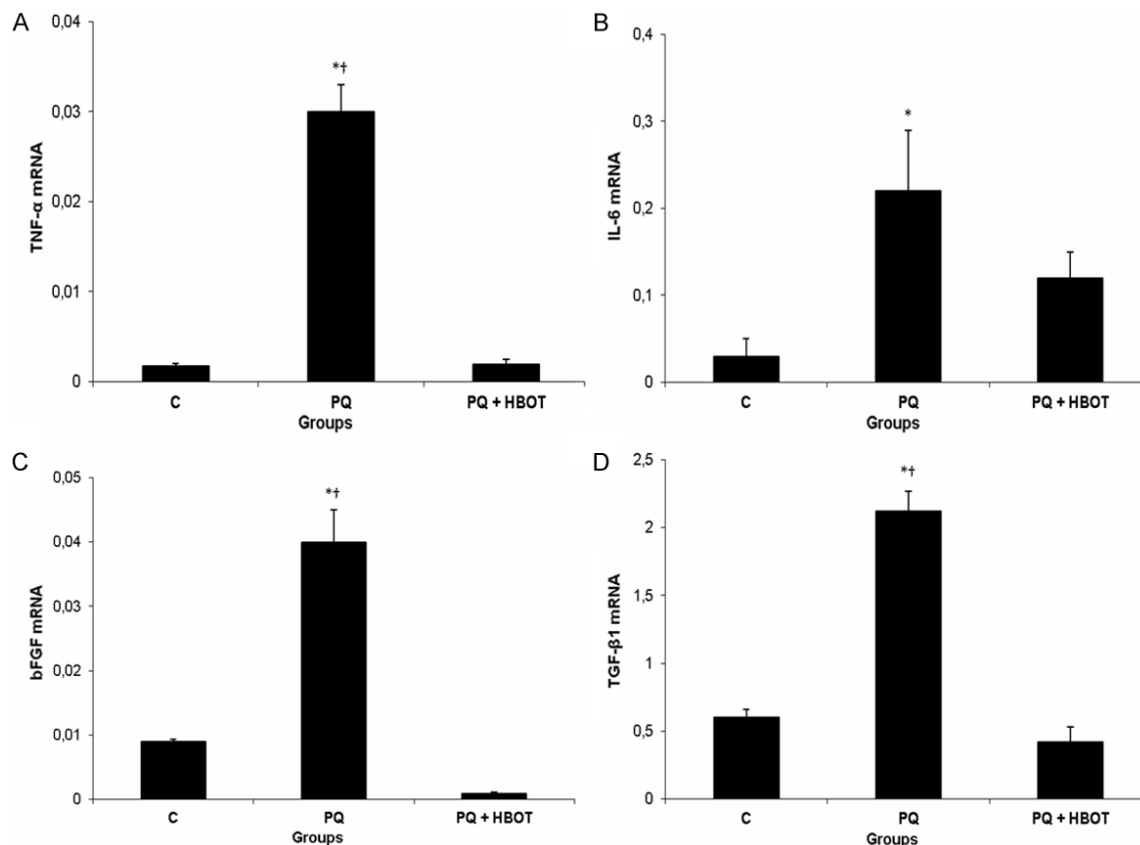 A
TNF-α mRNA
0,04
0,03
0,02
0,01
0
*†
C
PQ
PQ + HBOT
Groups
B
IL-6 mRNA
0,4
0,3
0,2
0,1
0
*
C
PQ
PQ + HBOT
Groups
C
bFGF mRNA
0,05
0,04
0,03
0,02
0,01
0
*†
C
PQ
PQ + HBOT
Groups
D
TGF-β1 mRNA
2,5
2
1,5
1
0,5
0
*†
C
PQ
PQ + HBOT
Groups